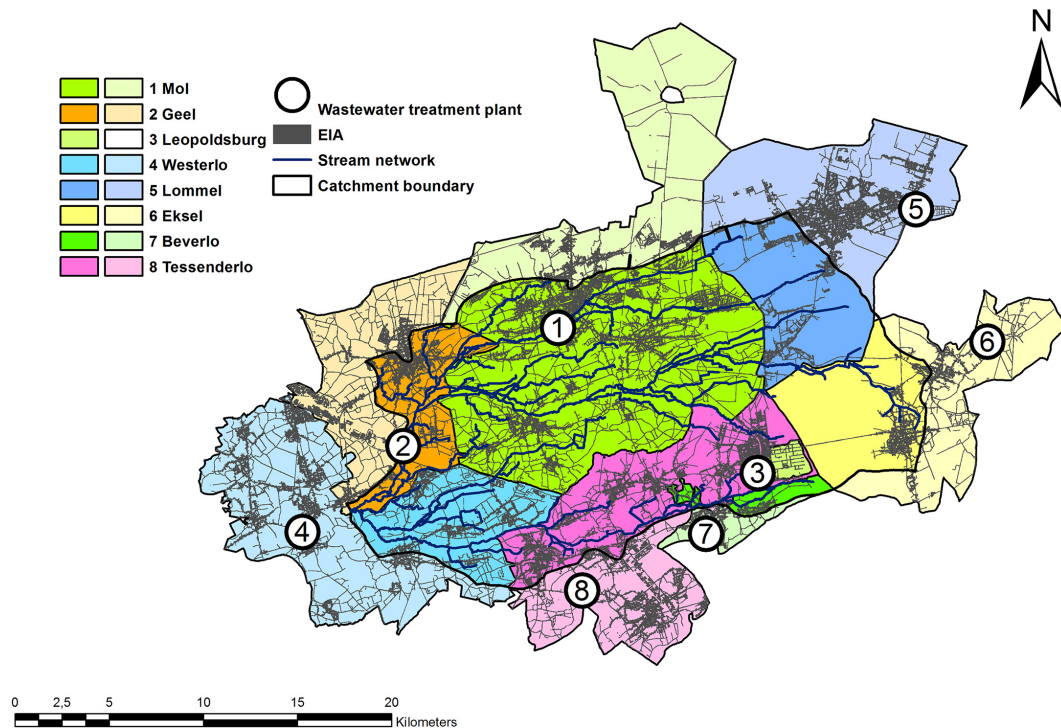 N
1 Mol
2 Geel
3 Leopoldsburg
4 Westerlo
5 Lommel
6 Eksel
7 Beverlo
8 Tessenderlo
Wastewater treatment plant
EIA
Stream network
Catchment boundary
5
1
6
2
3
4
7
8
0 2,5 5 10 15 20
Kilometers